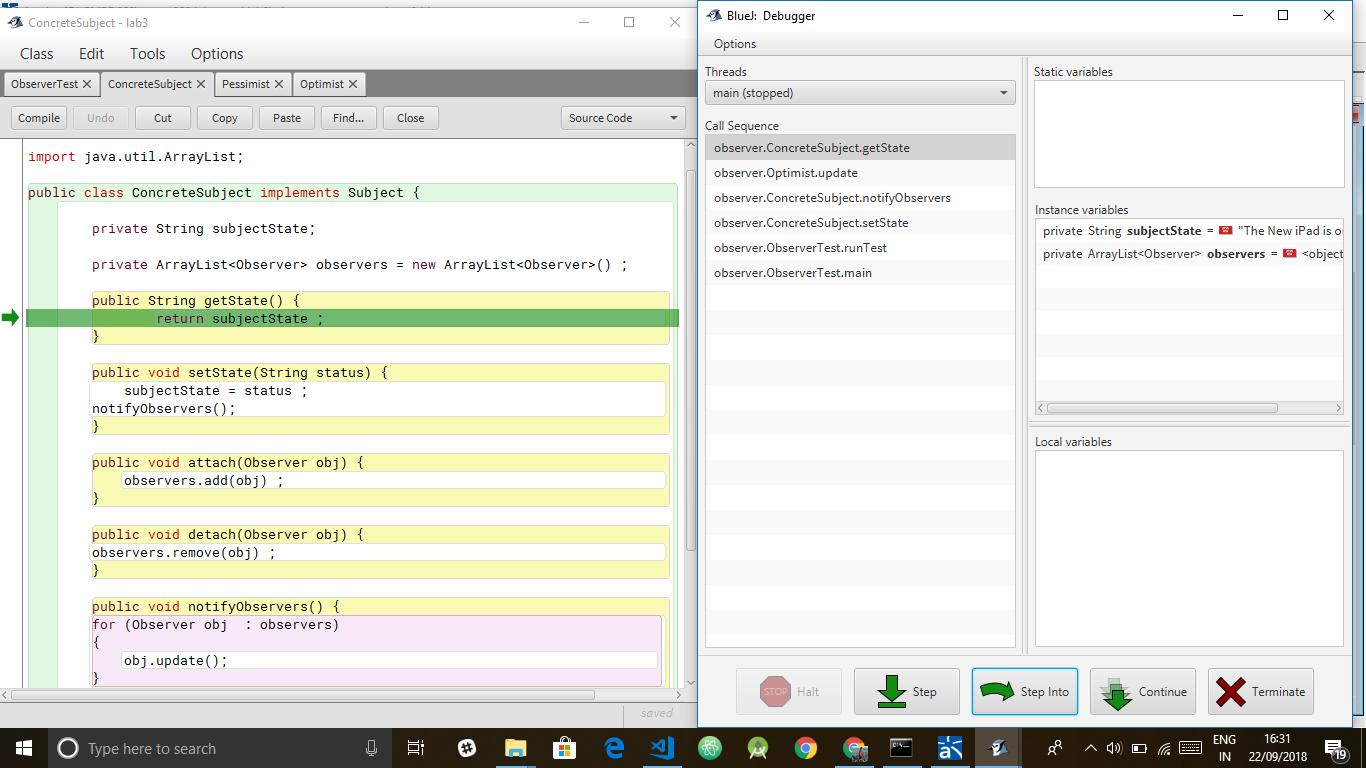 ConcreteSubject - lab3
Class Edit Tools Options
ObserverTest ConcreteSubject Pessimist Optimist
Compile Undo Cut Copy Paste Find... Close Source Code
import java.util.ArrayList;
public class ConcreteSubject implements Subject {
private String subjectState;
private ArrayList<Observer> observers = new ArrayList<Observer>() ;
public String getState() {
return subjectState ;
}
public void setState(String status) {
subjectState = status ;
notifyObservers();
}
public void attach(Observer obj) {
observers.add(obj) ;
}
public void detach(Observer obj) {
observers.remove(obj) ;
}
public void notifyObservers() {
for (Observer obj : observers)
{
obj.update();
}
saved
BlueJ: Debugger
Options
Threads
main (stopped)
Call Sequence
observer.ConcreteSubject.getState
observer.Optimist.update
observer.ConcreteSubject.notifyObservers
observer.ConcreteSubject.setState
observer.ObserverTest.runTest
observer.ObserverTest.main
Static variables
Instance variables
private String subjectState = "The New iPad is
private ArrayList<Observer> observers = <object
Local variables
STOP Halt
Step
Step Into
Continue
Terminate
Type here to search
ENG
IN
16:31
22/09/2018
19